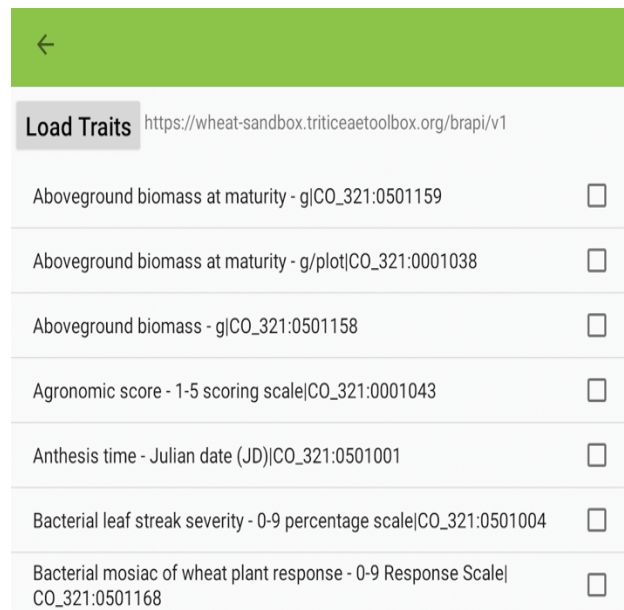 Load Traits https://wheat-sandbox.triticeaetoolbox.org/brapi/v1
Aboveground biomass at maturity - g|CO_321:0501159
Aboveground biomass at maturity - g/plot|CO_321:0001038
Aboveground biomass - g|CO_321:0501158
Agronomic score - 1-5 scoring scale|CO_321:0001043
Anthesis time - Julian date (JD)|CO_321:0501001
Bacterial leaf streak severity - 0-9 percentage scale|CO_321:0501004
Bacterial mosiac of wheat plant response - 0-9 Response Scale|
CO_321:0501168